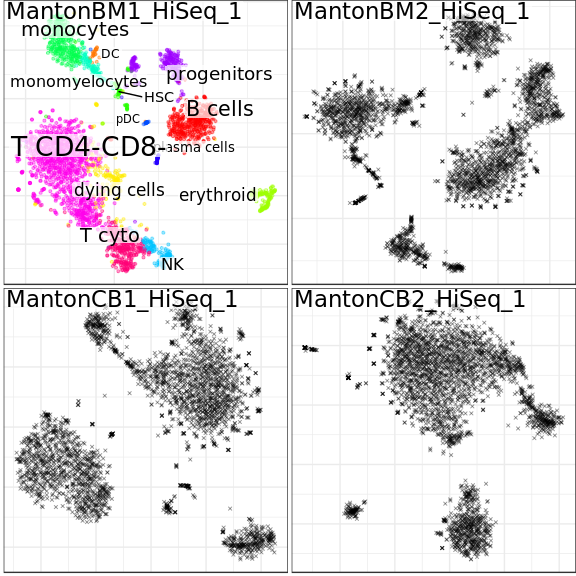 MantonBM1_HiSeq_1
monocytes
DC
monomyelocytes
progenitors
HSC
pDC
B cells
T CD4-CD8-
asma cells
dying cells
erythroid
T cyto
NK
MantonBM2_HiSeq_1
MantonCB1_HiSeq_1
MantonCB2_HiSeq_1